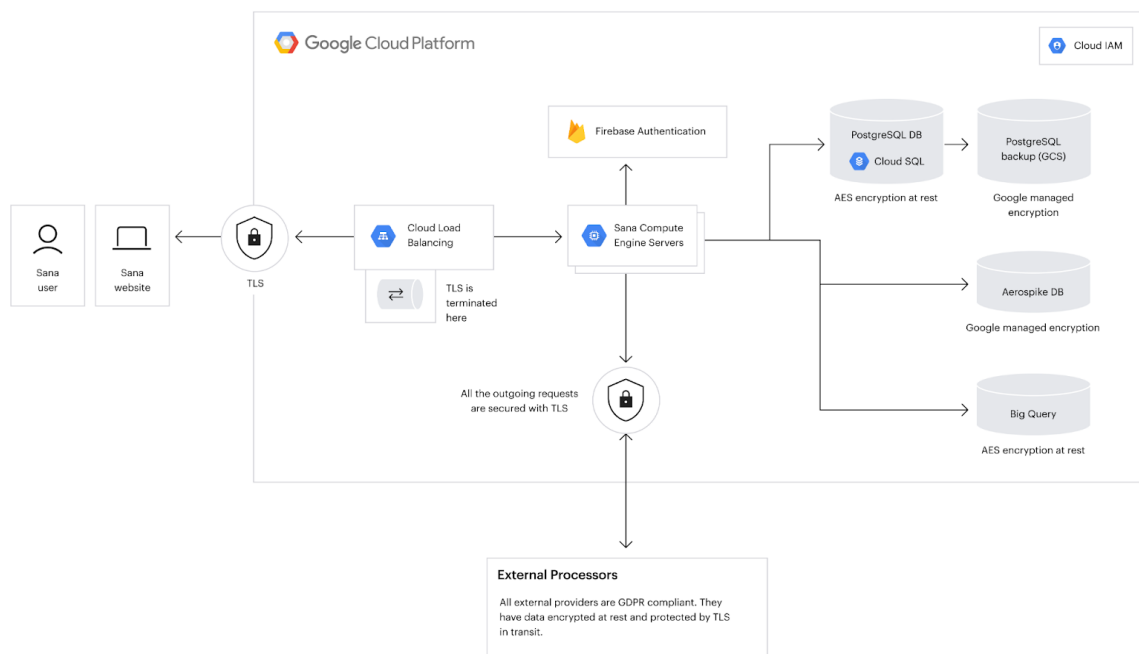 Google Cloud Platform
Cloud IAM
Firebase Authentication
PostgreSQL DB
Cloud SQL
AES encryption at rest
PostgreSQL
backup (GCS)
Google managed
encryption
Sana
user
Sana
website
TLS
Cloud Load
Balancing
TLS is
terminated
here
Sana Compute
Engine Servers
Aerospike DB
Google managed encryption
All the outgoing requests
are secured with TLS
Big Query
AES encryption at rest
External Processors
All external providers are GDPR compliant. They
have data encrypted at rest and protected by TLS
in transit.